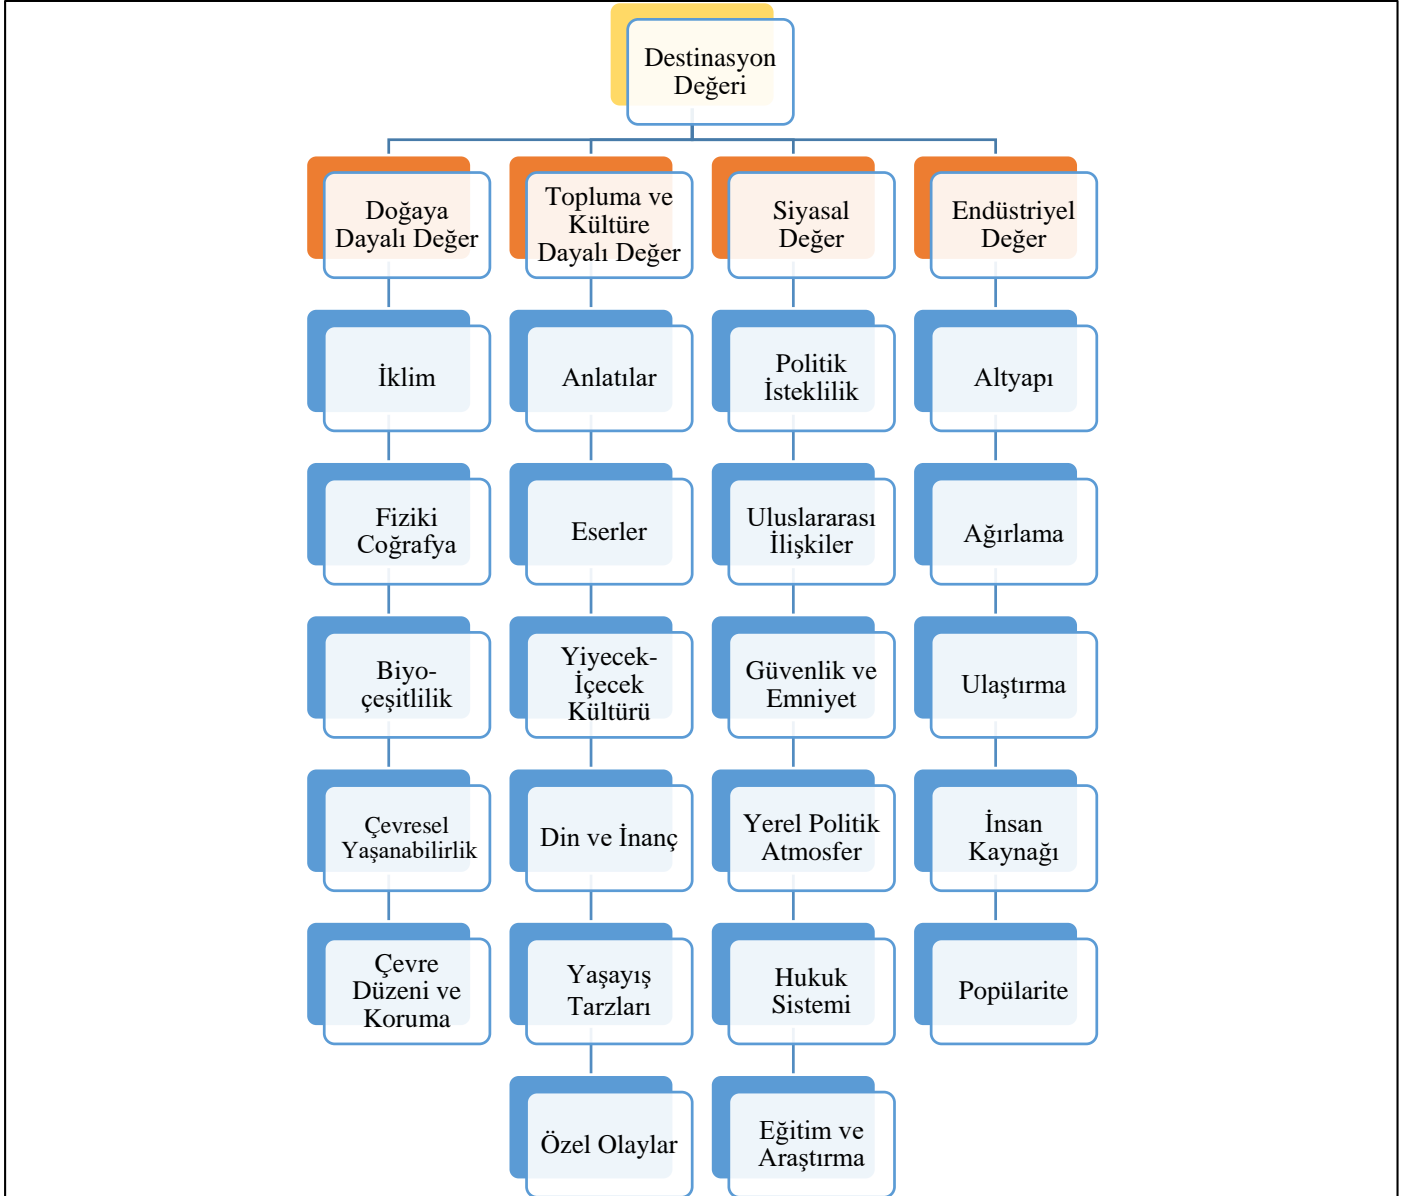 Destinasyon
Değeri
Doğaya
Dayalı Değer
Topluma ve
Kültüre
Dayalı Değer
Siyasal
Değer
Endüstriyel
Değer
İklim
Anlatılar
Politik
İsteklilik
Altyapı
Fiziki
Coğrafya
Eserler
Uluslararası
İlişkiler
Ağırlama
Biyo-
çeşitlilik
Yiyecek-
İçecek
Kültürü
Güvenlik ve
Emniyet
Ulaştırma
Çevresel
Yaşanabilirlik
Din ve İnanç
Yerel Politik
Atmosfer
İnsan
Kaynağı
Çevre
Düzeni ve
Koruma
Yaşayış
Tarzları
Hukuk
Sistemi
Popülarite
Özel Olaylar
Eğitim ve
Araştırma